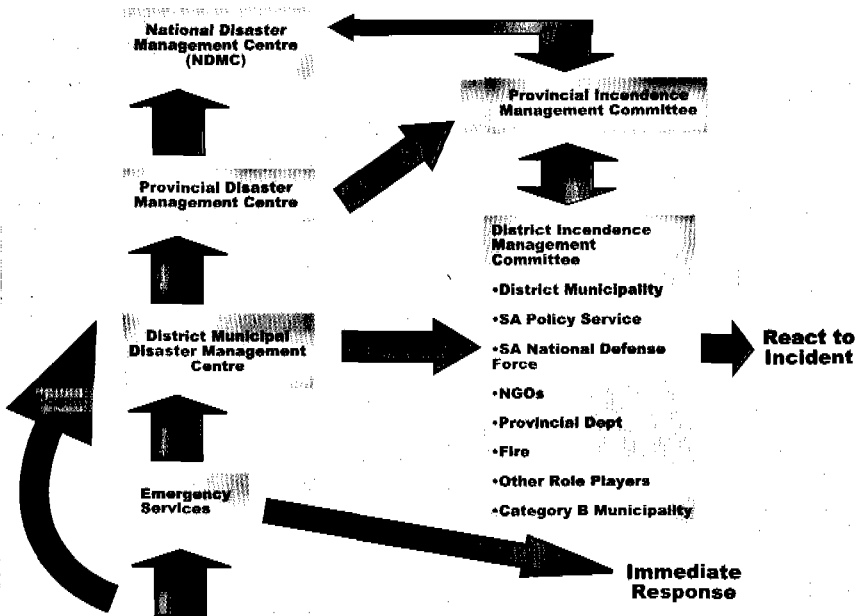 National Disaster
Management Centre
(NDMC)
Provincial Incendence
Management Committee
Provincial Disaster
Management Centre
District Incendence
Management
Committee
•District Municipality
•SA Policy Service
•SA National Defense
Force
•NGOs
•Provincial Dept
•Fire
•Other Role Players
•Category B Municipality
District Municipal
Disaster Management
Centre
React to
Incident
Emergency
Services
Immediate
Response